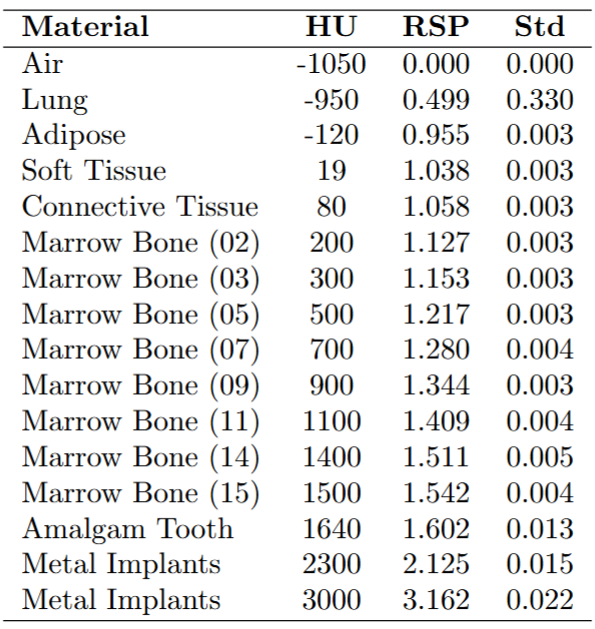 Material HU RSP Std
Air -1050 0.000 0.000
Lung -950 0.499 0.330
Adipose -120 0.955 0.003
Soft Tissue 19 1.038 0.003
Connective Tissue 80 1.058 0.003
Marrow Bone (02) 200 1.127 0.003
Marrow Bone (03) 300 1.153 0.003
Marrow Bone (05) 500 1.217 0.003
Marrow Bone (07) 700 1.280 0.004
Marrow Bone (09) 900 1.344 0.003
Marrow Bone (11) 1100 1.409 0.004
Marrow Bone (14) 1400 1.511 0.005
Marrow Bone (15) 1500 1.542 0.004
Amalgam Tooth 1640 1.602 0.013
Metal Implants 2300 2.125 0.015
Metal Implants 3000 3.162 0.022